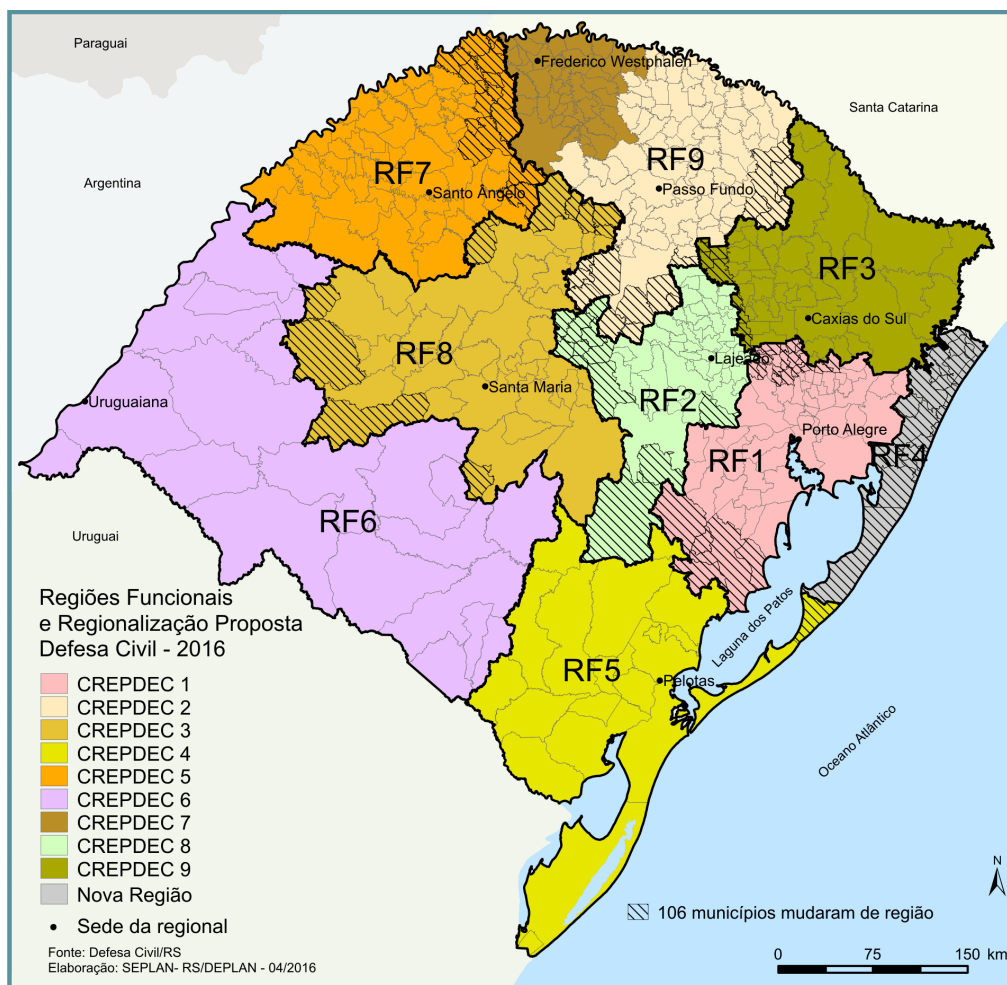 Paraguai
Frederico Westphalen
Santa Catarina
RF9
RF7
Argentina
Santo Ângelo
Passo Fundo
RF3
Caxias do Sul
RF8
Lajeado
Santa Maria
Uruguaiana
RF2
Porto Alegre
RF4
RF1
RF6
Uruguai
Laguna dos Patos
RF5
Pelotas
Oceano Atlântico
Regiões Funcionais
e Regionalização Proposta
Defesa Civil - 2016
CREPDEC 1
CREPDEC 2
CREPDEC 3
CREPDEC 4
CREPDEC 5
CREPDEC 6
CREPDEC 7
CREPDEC 8
CREPDEC 9
Nova Região
Sede da regional
Fonte: Defesa Civil/RS
Elaboração: SEPLAN- RS/DEPLAN - 04/2016
106 municípios mudaram de região
N
0 75 150 km